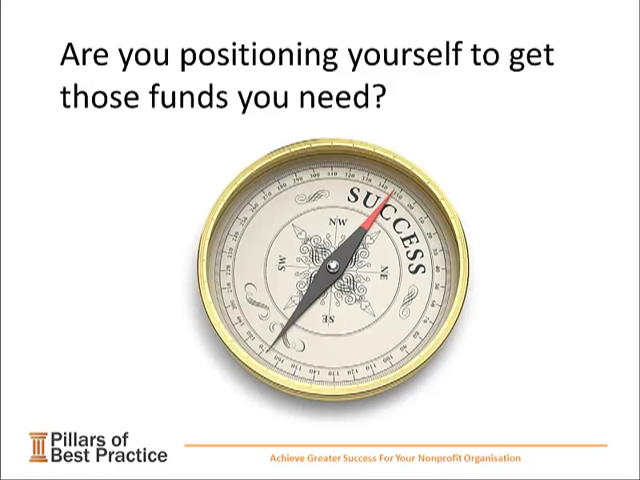 Are you positioning yourself to get
those funds you need?
SUCCESS
NW
NE
SW
SE
Pillars of
Best Practice
Achieve Greater Success For Your Nonprofit Organisation